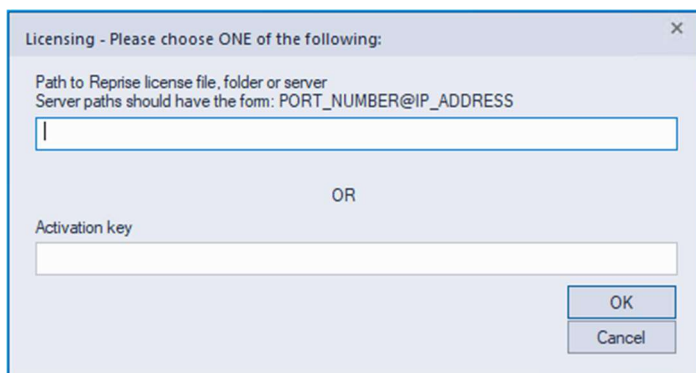 Licensing - Please choose ONE of the following:
Path to Reprise license file, folder or server
Server paths should have the form: PORT_NUMBER@IP_ADDRESS
OR
Activation key
OK
Cancel